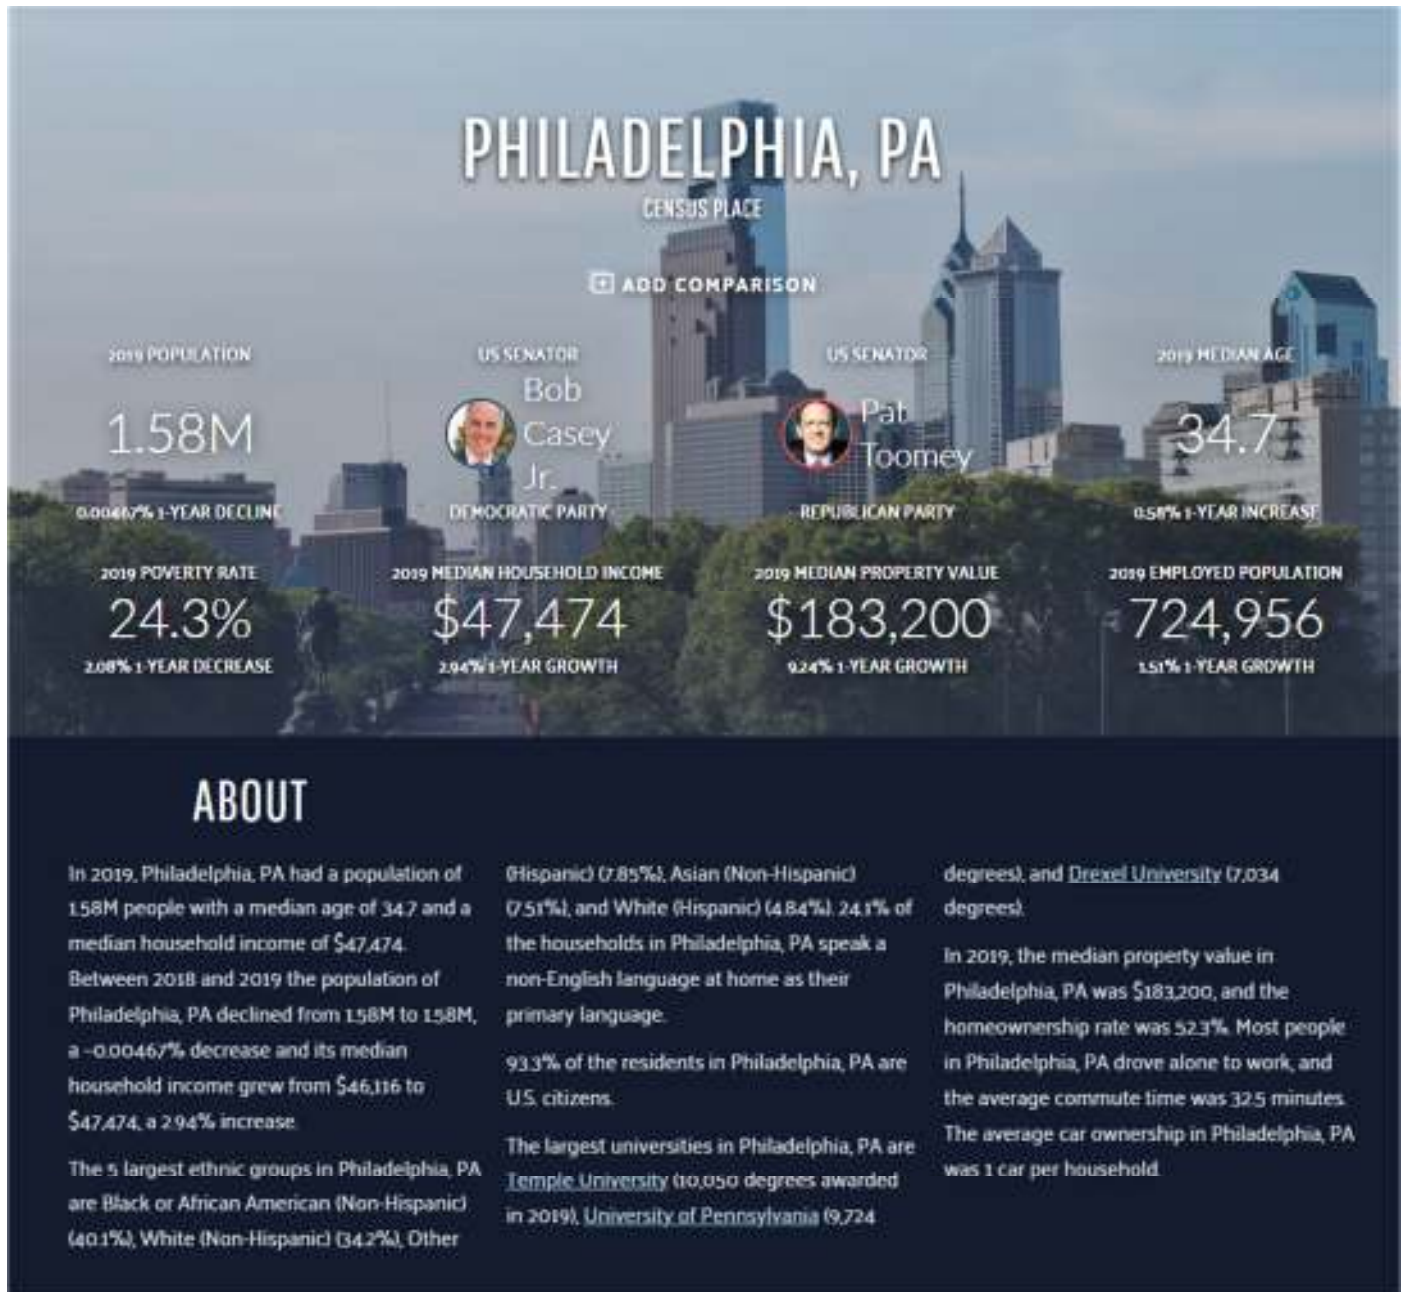 PHILADELPHIA, PA
CENSUS PLACE
ADD COMPARISON
2019 POPULATION
1.58M
0.00467% 1-YEAR DECLINE
US SENATOR
Bob
Casey
Jr.
DEMOCRATIC PARTY
US SENATOR
Pat
Toomey
REPUBLICAN PARTY
2019 MEDIAN AGE
34.7
0.58% 1-YEAR INCREASE
2019 POVERTY RATE
24.3%
2.08% 1-YEAR DECREASE
2019 MEDIAN HOUSEHOLD INCOME
$47,474
2.94% 1-YEAR GROWTH
2019 MEDIAN PROPERTY VALUE
$183,200
9.24% 1-YEAR GROWTH
2019 EMPLOYED POPULATION
724,956
1.51% 1-YEAR GROWTH
ABOUT
In 2019, Philadelphia, PA had a population of
1.58M people with a median age of 34.7 and a
median household income of $47,474.
Between 2018 and 2019 the population of
Philadelphia, PA declined from 1.58M to 1.58M,
a -0.00467% decrease and its median
household income grew from $46,116 to
$47,474, a 2.94% increase.
The 5 largest ethnic groups in Philadelphia, PA
are Black or African American (Non-Hispanic)
(40.1%), White (Non-Hispanic) (34.2%), Other
(Hispanic) (7.85%), Asian (Non-Hispanic)
(7.51%), and White (Hispanic) (4.84%). 24.1% of
the households in Philadelphia, PA speak a
non-English language at home as their
primary language.
93.3% of the residents in Philadelphia, PA are
U.S. citizens.
The largest universities in Philadelphia, PA are
Temple University (10,050 degrees awarded
in 2019), University of Pennsylvania (9,724
degrees), and Drexel University (7,034
degrees).
In 2019, the median property value in
Philadelphia, PA was $183,200, and the
homeownership rate was 52.3%. Most people
in Philadelphia, PA drove alone to work, and
the average commute time was 32.5 minutes.
The average car ownership in Philadelphia, PA
was 1 car per household.